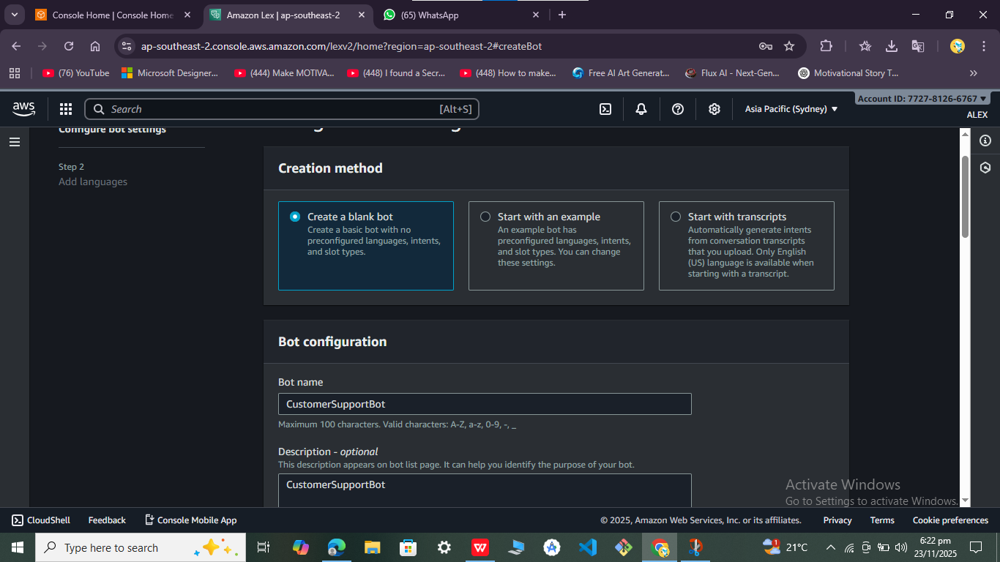 Console Home | Console Home
Amazon Lex | ap-southeast-2
(65) WhatsApp
ap-southeast-2.console.aws.amazon.com/lexv2/home?region=ap-southeast-2#createBot
(76) YouTube
Microsoft Designer...
(444) Make MOTIVA...
(448) I found a Secr...
(448) How to make...
Free AI Art Generat...
Flux AI - Next-Gen...
Motivational Story T...
aws
Search
[Alt+S]
Asia Pacific (Sydney)
Account ID: 7727-8126-6767
ALEX
Configure bot settings
Step 2
Add languages
Creation method
Create a blank bot
Create a basic bot with no
preconfigured languages, intents,
and slot types.
Start with an example
An example bot has
preconfigured languages, intents,
and slot types. You can change
these settings.
Start with transcripts
Automatically generate intents
from conversation transcripts
that you upload. Only English
(US) language is available when
starting with a transcript.
Bot configuration
Bot name
CustomerSupportBot
Maximum 100 characters. Valid characters: A-Z, a-z, 0-9, -, _
Description - optional
This description appears on bot list page. It can help you identify the purpose of your bot.
CustomerSupportBot
Activate Windows
Go to Settings to activate Windows.
CloudShell
Feedback
Console Mobile App
© 2025, Amazon Web Services, Inc. or its affiliates.
Privacy
Terms
Cookie preferences
Type here to search
1
21°C
6:22 pm
23/11/2025